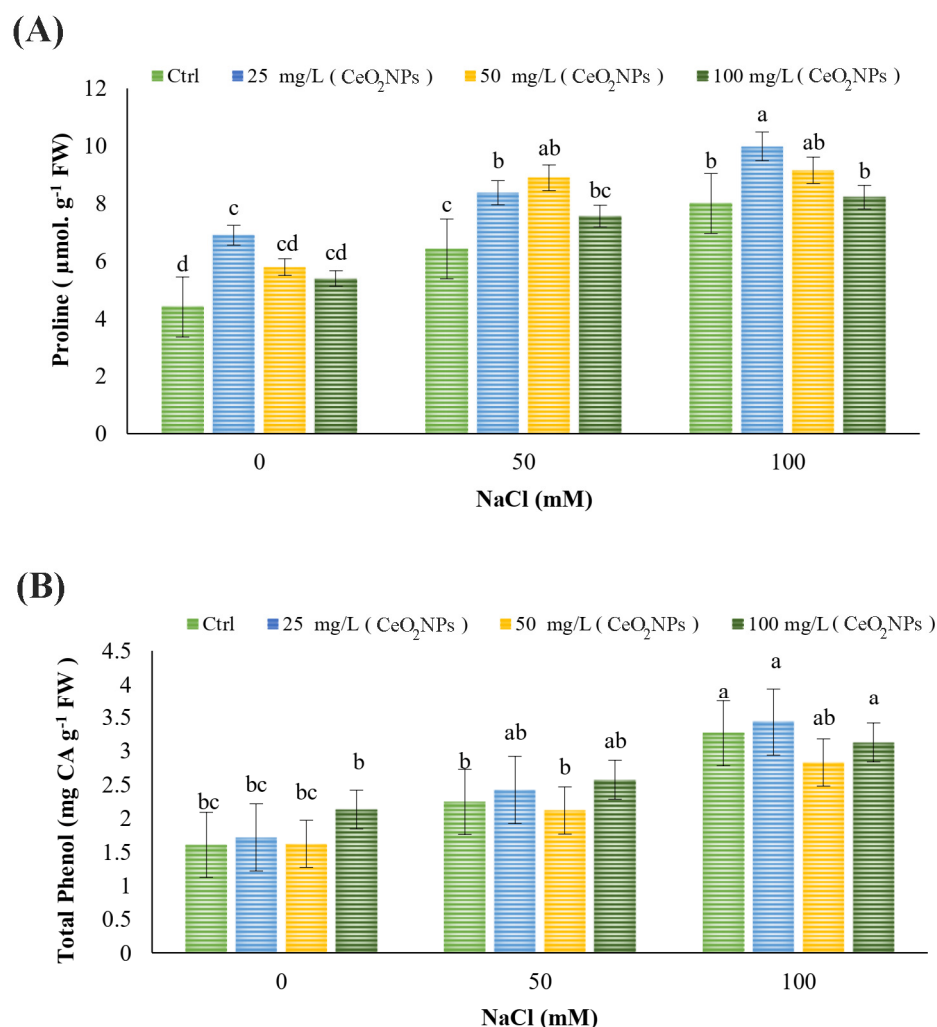 (A)
Ctrl 25 mg/L ( CeO₂NPs ) 50 mg/L ( CeO₂NPs ) 100 mg/L ( CeO₂NPs )
12
10
8
6
4
2
0
Proline ( µmol. g⁻¹ FW)
d c cd cd c b ab bc b a ab b
0 50 100
NaCl (mM)
(B)
Ctrl 25 mg/L ( CeO₂NPs ) 50 mg/L ( CeO₂NPs ) 100 mg/L ( CeO₂NPs )
4.5
4
3.5
3
2.5
2
1.5
1
0.5
0
Total Phenol (mg CA g⁻¹ FW )
bc bc bc b b ab b ab a a ab a
0 50 100
NaCl (mM)